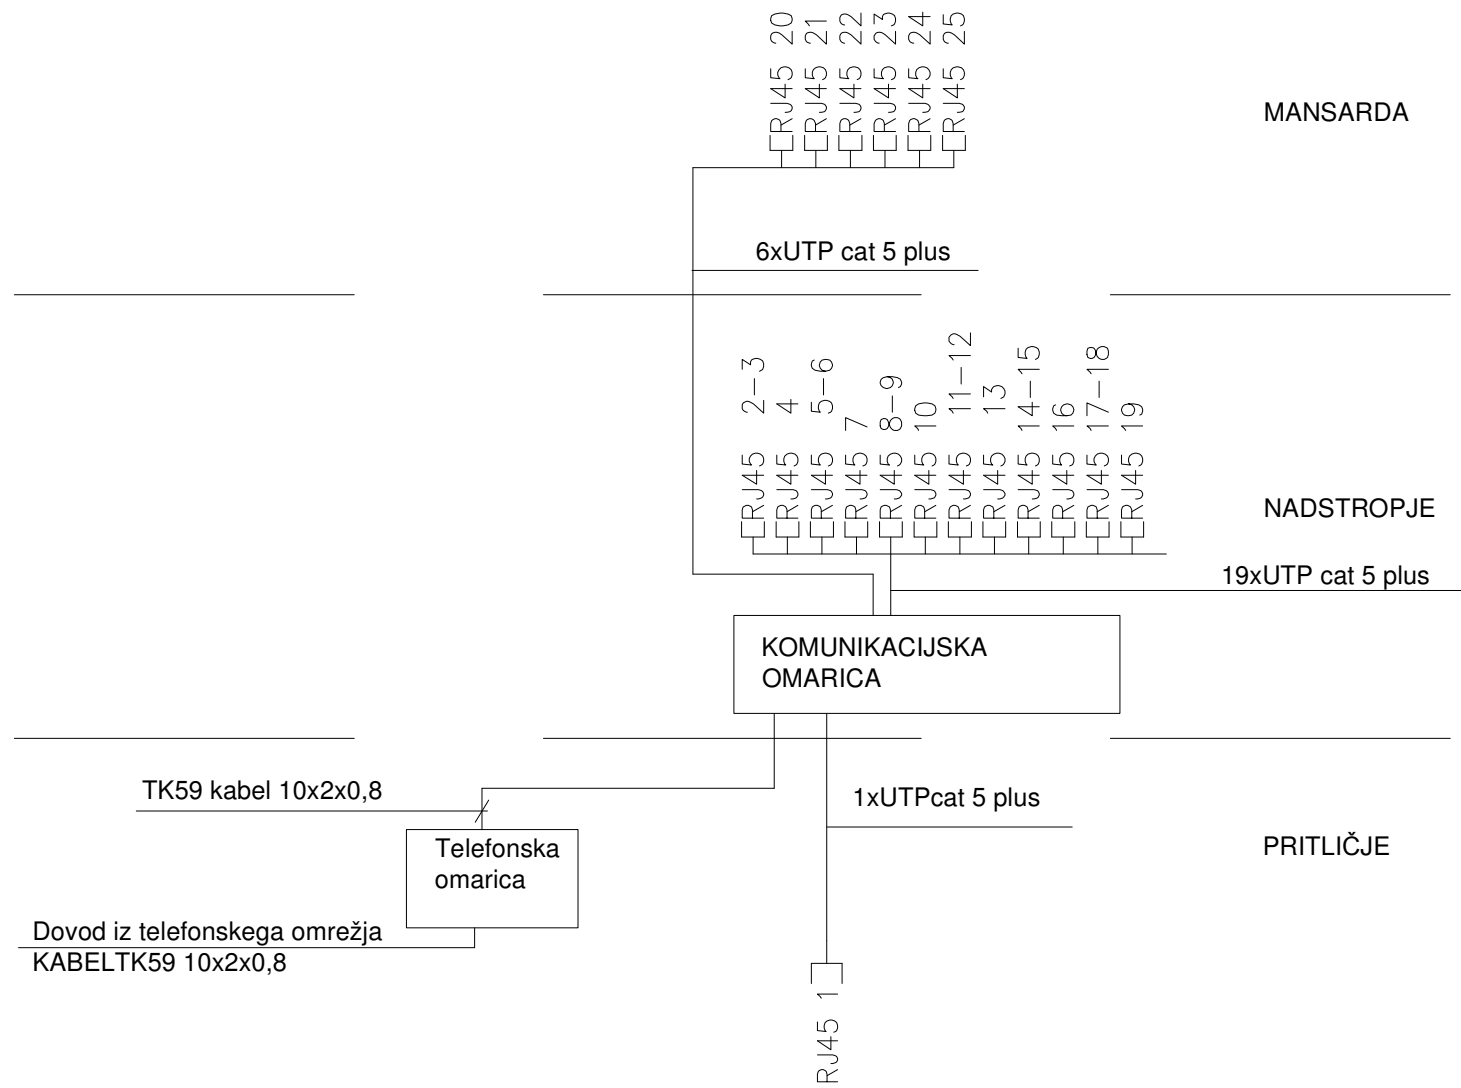 RJ45 20
RJ45 21
RJ45 22
RJ45 23
RJ45 24
RJ45 25
MANSARDA
6xUTP cat 5 plus
RJ45 2-3
RJ45 4
RJ45 5-6
RJ45 7
RJ45 8-9
RJ45 10
RJ45 11-12
RJ45 13
RJ45 14-15
RJ45 16
RJ45 17-18
RJ45 19
NADSTROPJE
19xUTP cat 5 plus
KOMUNIKACIJSKA
OMARICA
TK59 kabel 10x2x0,8
1xUTPcat 5 plus
PRITLIČJE
Telefonska
omarica
Dovod iz telefonskega omrežja
KABELTK59 10x2x0,8
RJ45 1